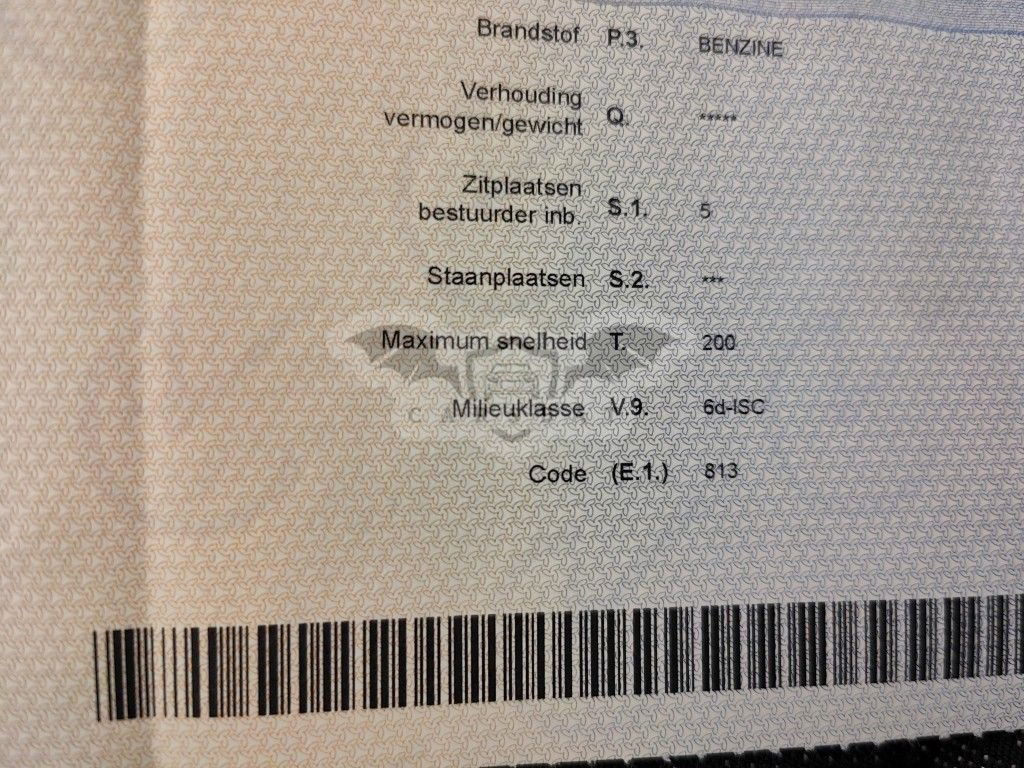 Brandstof P.3. BENZINE
Verhouding
vermogen/gewicht Q. *****
Zitplaatsen
bestuurder inb. S.1. 5
Staanplaatsen S.2. ***
Maximum snelheid T. 200
Milieuklasse V.9. 6d-ISC
Code (E.1.) 813